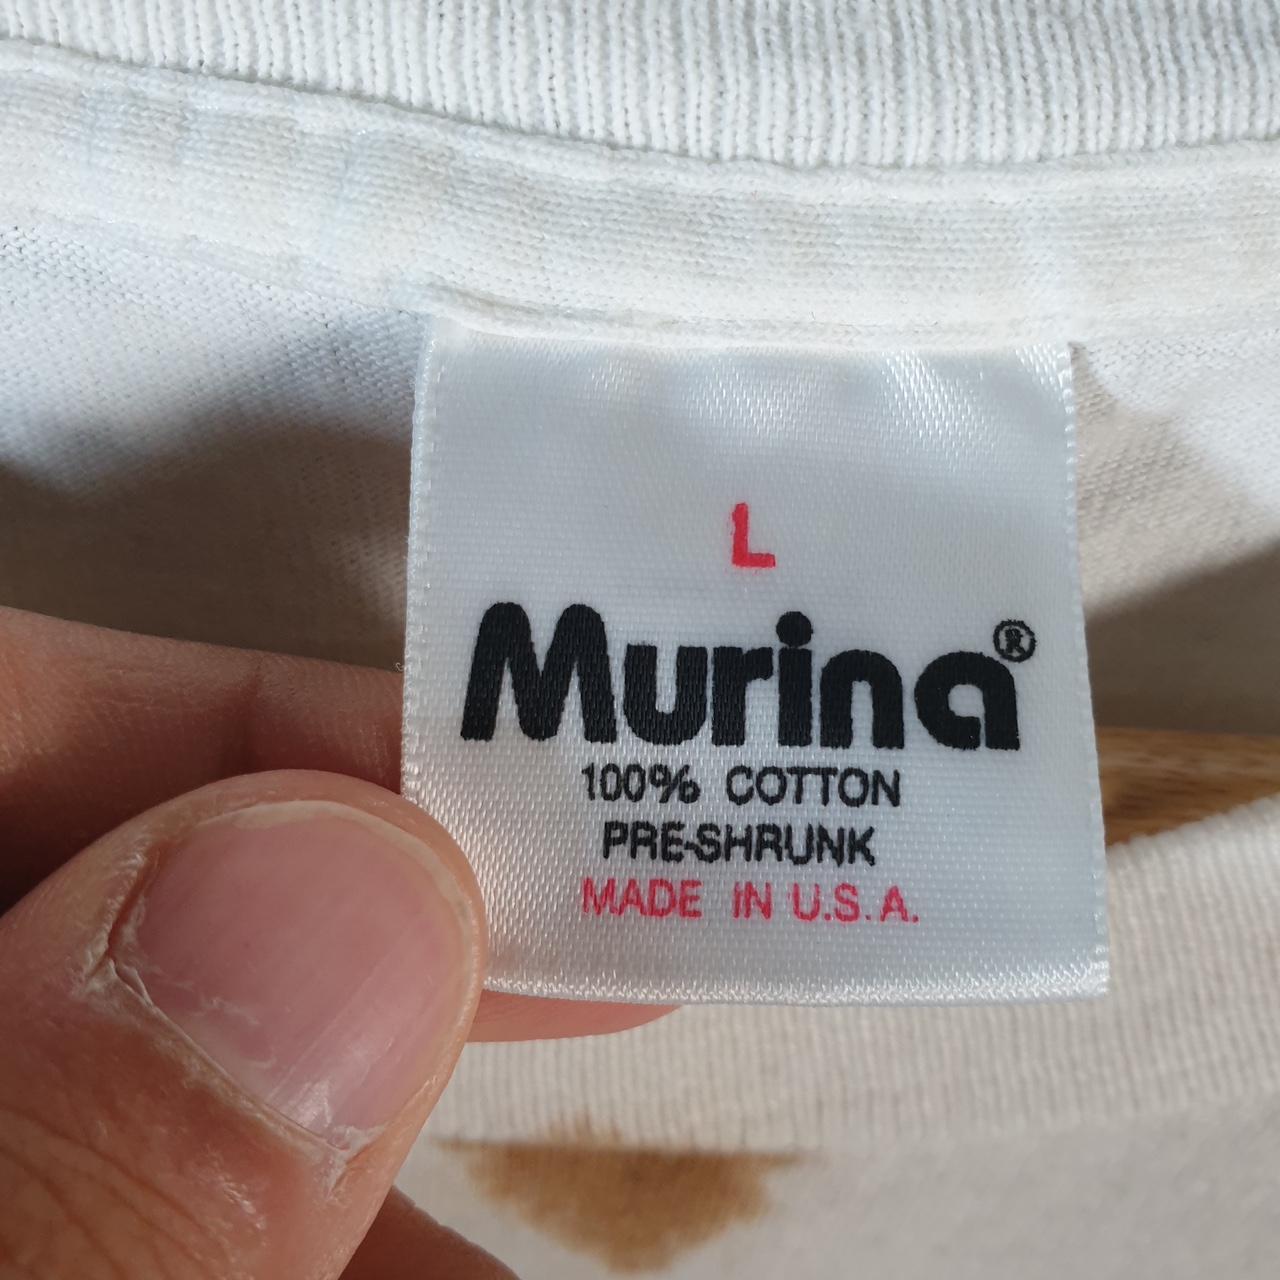 L
Murina®
100% COTTON
PRE-SHRUNK
MADE IN U.S.A.